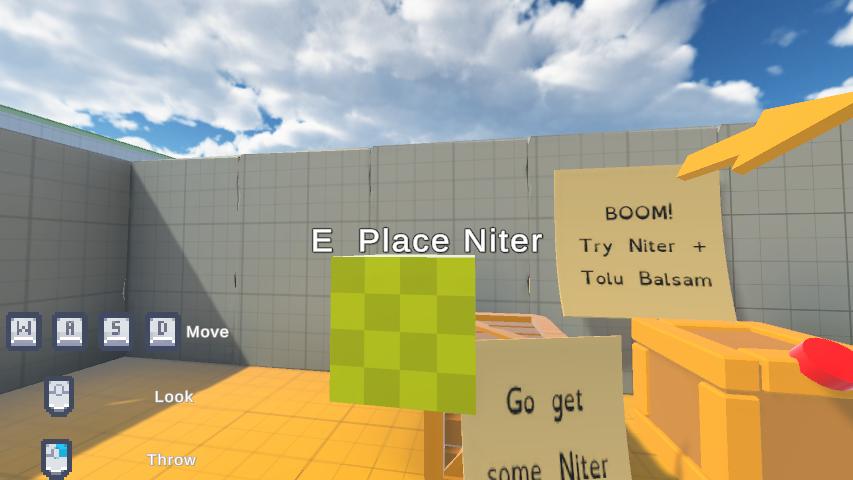 E Place Niter
BOOM!
Try Niter +
Tolu Balsam
W A S D Move
Look
Throw
Go get
some Niter